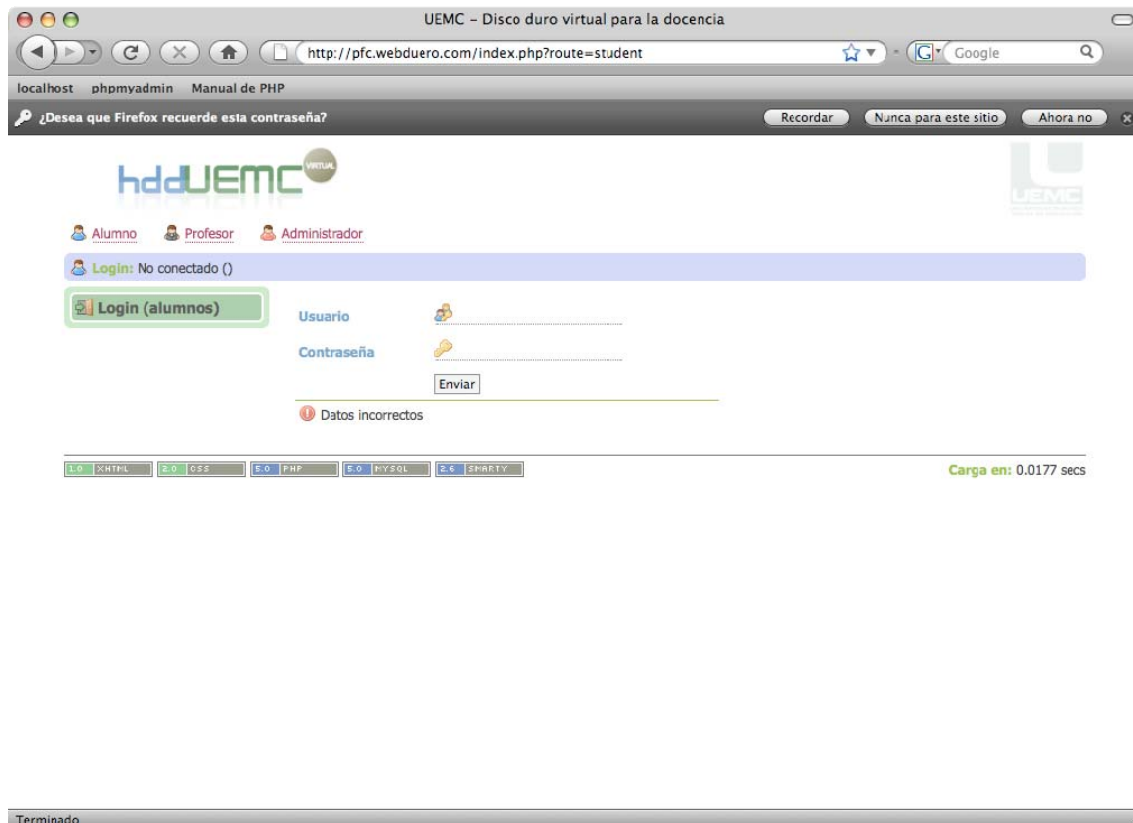 UEMC – Disco duro virtual para la docencia
http://pfc.webduero.com/index.php?route=student
G Google
localhost phpmyadmin Manual de PHP
¿Desea que Firefox recuerde esta contraseña? Recordar Nunca para este sitio Ahora no
hddUEMC VIRTUAL
UEMC
Alumno Profesor Administrador
Login: No conectado ()
Login (alumnos)
Usuario
Contraseña
Enviar
Datos incorrectos
1.0 XHTML 2.0 CSS 5.0 PHP 5.0 MYSQL 2.6 SMARTY Carga en: 0.0177 secs
Terminado